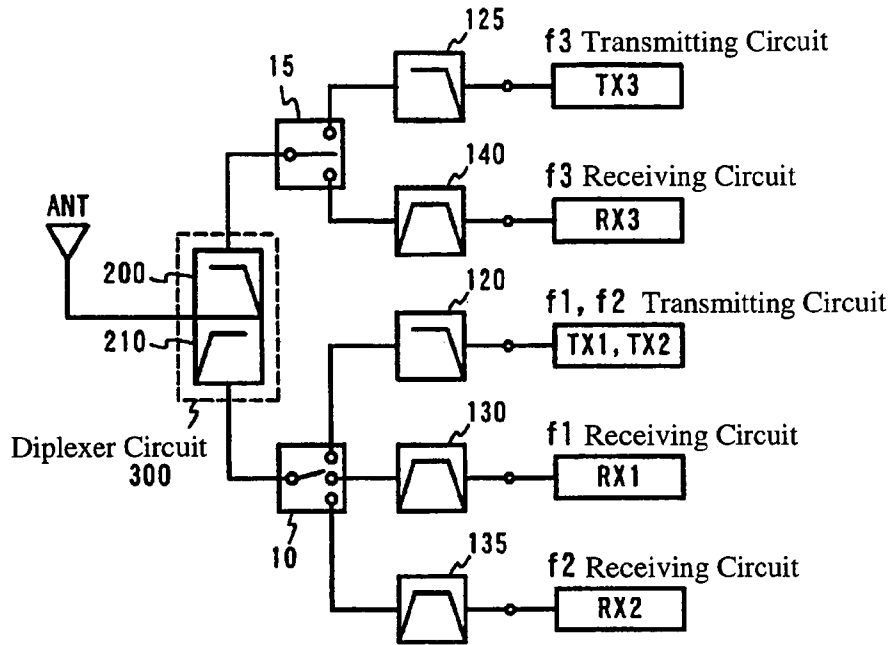 125
f3 Transmitting Circuit
15
TX3
140
f3 Receiving Circuit
ANT
RX3
200
120
f1, f2 Transmitting Circuit
210
TX1, TX2
130
f1 Receiving Circuit
Diplexer Circuit
300
RX1
10
135
f2 Receiving Circuit
RX2